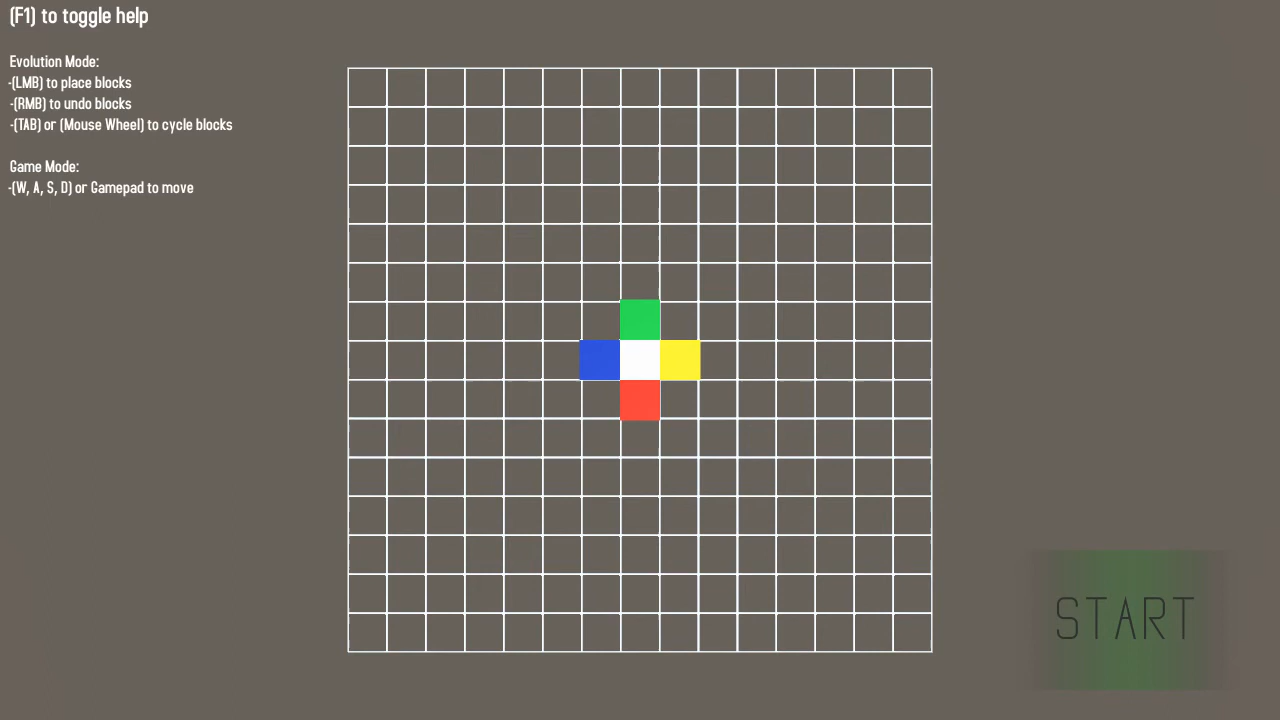 (F1) to toggle help
Evolution Mode:
-(LMB) to place blocks
-(RMB) to undo blocks
-(TAB) or (Mouse Wheel) to cycle blocks
Game Mode:
-(W, A, S, D) or Gamepad to move
START